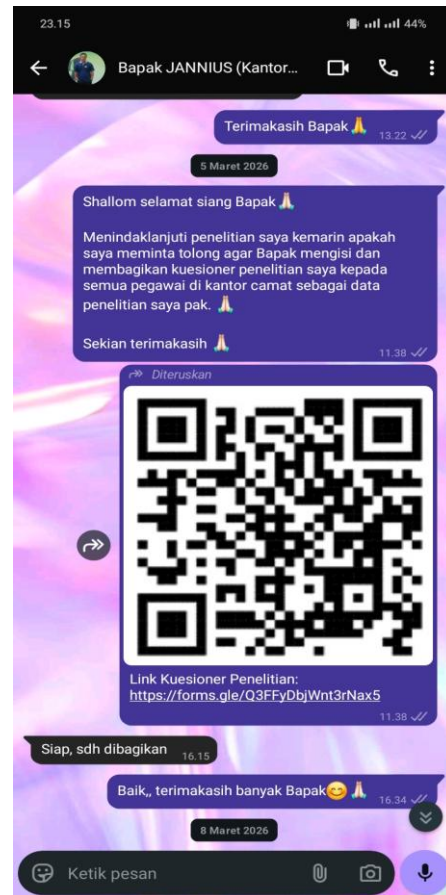 23.15
44%
Bapak JANNIUS (Kantor...
Terimakasih Bapak🙏
13.22
5 Maret 2026
Shallom selamat siang Bapak🙏🏻
Menindaklanjuti penelitian saya kemarin apakah
saya meminta tolong agar Bapak mengisi dan
membagikan kuesioner penelitian saya kepada
semua pegawai di kantor camat sebagai data
penelitian saya pak. 🙏🏻
Sekian terimakasih 🙏🏻
11.38
Diteruskan
Link Kuesioner Penelitian:
https://forms.gle/Q3FFyDbjWnt3rNax5
11.38
Siap, sdh dibagikan
16.15
Baik,, terimakasih banyak Bapak😊🙏🏻
16.34
8 Maret 2026
Ketik pesan